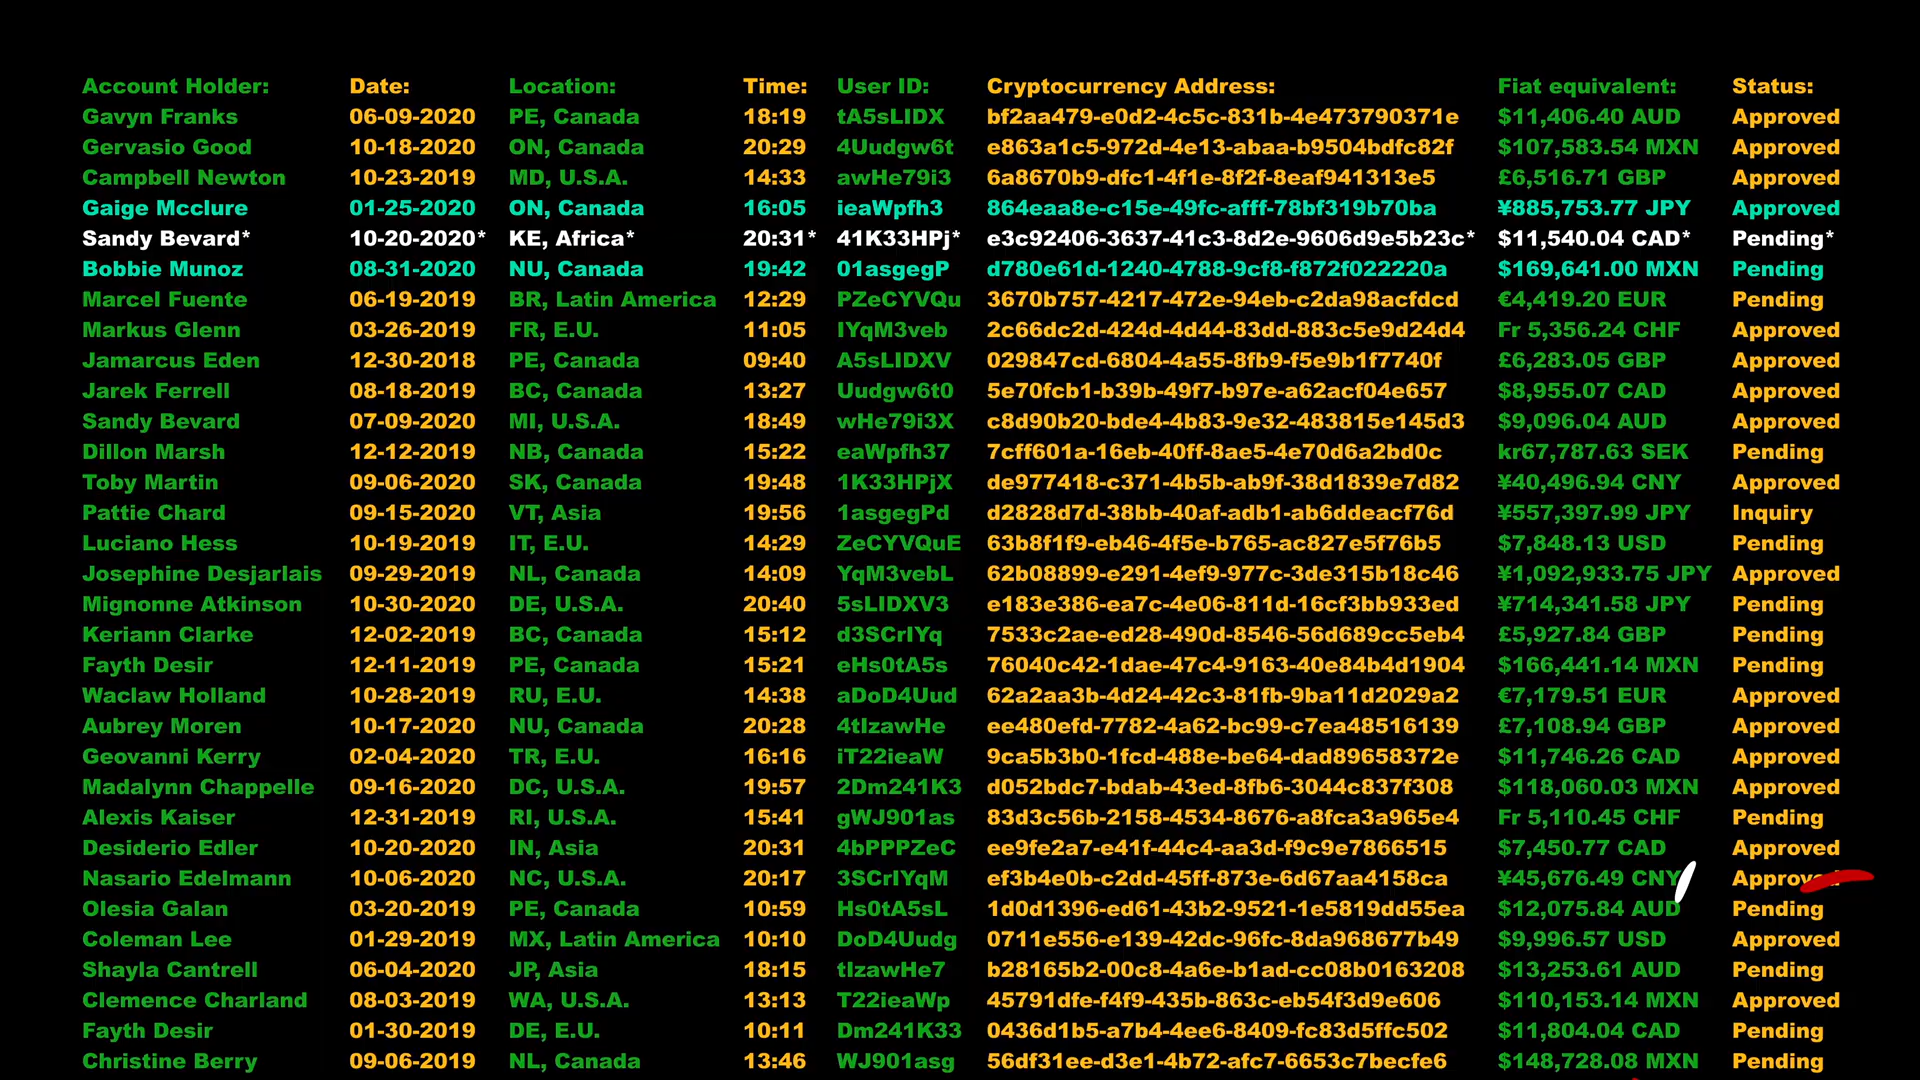 Account Holder: Date: Location: Time: User ID: Cryptocurrency Address: Fiat equivalent: Status:
Gavyn Franks 06-09-2020 PE, Canada 18:19 tA5sLIDX bf2aa479-e0d2-4c5c-831b-4e473790371e $11,406.40 AUD Approved
Gervasio Good 10-18-2020 ON, Canada 20:29 4Uudgw6t e863a1c5-972d-4e13-abaa-b9504bdfc82f $107,583.54 MXN Approved
Campbell Newton 10-23-2019 MD, U.S.A. 14:33 awHe79i3 6a8670b9-dfc1-4f1e-8f2f-8eaf941313e5 £6,516.71 GBP Approved
Gaige Mcclure 01-25-2020 ON, Canada 16:05 ieaWpfh3 864eaa8e-c15e-49fc-afff-78bf319b70ba ¥885,753.77 JPY Approved
Sandy Bevard* 10-20-2020* KE, Africa* 20:31* 41K33HPj* e3c92406-3637-41c3-8d2e-9606d9e5b23c* $11,540.04 CAD* Pending*
Bobbie Munoz 08-31-2020 NU, Canada 19:42 01asgegP d780e61d-1240-4788-9cf8-f872f022220a $169,641.00 MXN Pending
Marcel Fuente 06-19-2019 BR, Latin America 12:29 PZeCYVQu 3670b757-4217-472e-94eb-c2da98acfdcd €4,419.20 EUR Pending
Markus Glenn 03-26-2019 FR, E.U. 11:05 IYqM3veb 2c66dc2d-424d-4d44-83dd-883c5e9d24d4 Fr 5,356.24 CHF Approved
Jamarcus Eden 12-30-2018 PE, Canada 09:40 A5sLIDXV 029847cd-6804-4a55-8fb9-f5e9b1f7740f £6,283.05 GBP Approved
Jarek Ferrell 08-18-2019 BC, Canada 13:27 Uudgw6t0 5e70fcb1-b39b-49f7-b97e-a62acf04e657 $8,955.07 CAD Approved
Sandy Bevard 07-09-2020 MI, U.S.A. 18:49 wHe79i3X c8d90b20-bde4-4b83-9e32-483815e145d3 $9,096.04 AUD Approved
Dillon Marsh 12-12-2019 NB, Canada 15:22 eaWpfh37 7cff601a-16eb-40ff-8ae5-4e70d6a2bd0c kr67,787.63 SEK Pending
Toby Martin 09-06-2020 SK, Canada 19:48 1K33HPjX de977418-c371-4b5b-ab9f-38d1839e7d82 ¥40,496.94 CNY Approved
Pattie Chard 09-15-2020 VT, Asia 19:56 1asgegPd d2828d7d-38bb-40af-adb1-ab6ddeacf76d ¥557,397.99 JPY Inquiry
Luciano Hess 10-19-2019 IT, E.U. 14:29 ZeCYVQuE 63b8f1f9-eb46-4f5e-b765-ac827e5f76b5 $7,848.13 USD Pending
Josephine Desjarlais 09-29-2019 NL, Canada 14:09 YqM3vebL 62b08899-e291-4ef9-977c-3de315b18c46 ¥1,092,933.75 JPY Approved
Mignonne Atkinson 10-30-2020 DE, U.S.A. 20:40 5sLIDXV3 e183e386-ea7c-4e06-811d-16cf3bb933ed ¥714,341.58 JPY Pending
Keriann Clarke 12-02-2019 BC, Canada 15:12 d3SCrIYq 7533c2ae-ed28-490d-8546-56d689cc5eb4 £5,927.84 GBP Pending
Fayth Desir 12-11-2019 PE, Canada 15:21 eHs0tA5s 76040c42-1dae-47c4-9163-40e84b4d1904 $166,441.14 MXN Pending
Waclaw Holland 10-28-2019 RU, E.U. 14:38 aDoD4Uud 62a2aa3b-4d24-42c3-81fb-9ba11d2029a2 €7,179.51 EUR Approved
Aubrey Moren 10-17-2020 NU, Canada 20:28 4tIzawHe ee480efd-7782-4a62-bc99-c7ea48516139 £7,108.94 GBP Approved
Geovanni Kerry 02-04-2020 TR, E.U. 16:16 iT22ieaW 9ca5b3b0-1fcd-488e-be64-dad89658372e $11,746.26 CAD Approved
Madalynn Chappelle 09-16-2020 DC, U.S.A. 19:57 2Dm241K3 d052bdc7-bdab-43ed-8fb6-3044c837f308 $118,060.03 MXN Approved
Alexis Kaiser 12-31-2019 RI, U.S.A. 15:41 gWJ901as 83d3c56b-2158-4534-8676-a8fca3a965e4 Fr 5,110.45 CHF Pending
Desiderio Edler 10-20-2020 IN, Asia 20:31 4bPPPZeC ee9fe2a7-e41f-44c4-aa3d-f9c9e7866515 $7,450.77 CAD Approved
Nasario Edelmann 10-06-2020 NC, U.S.A. 20:17 3SCrIYqM ef3b4e0b-c2dd-45ff-873e-6d67aa4158ca ¥45,676.49 CNY Approved
Olesia Galan 03-20-2020 PE, Canada 10:59 Hs0tA5sL 1d0d1396-ed61-43b2-9521-1e5819dd55ea $12,075.84 AUD Pending
Coleman Lee 01-29-2019 MX, Latin America 10:10 DoD4Uudg 0711e556-e139-42dc-96fc-8da968677b49 $9,996.57 USD Approved
Shayla Cantrell 06-04-2020 JP, Asia 18:15 tIzawHe7 b28165b2-00c8-4a6e-b1ad-cc08b0163208 $13,253.61 AUD Pending
Clemence Charland 08-03-2019 WA, U.S.A. 13:13 T22ieaWp 45791dfe-f4f9-435b-863c-eb54f3d9e606 $110,153.14 MXN Approved
Fayth Desir 01-30-2019 DE, E.U. 10:11 Dm241K33 0436d1b5-a7b4-4ee6-8409-fc83d5ffc502 $11,804.04 CAD Pending
Christine Berry 09-06-2019 NL, Canada 13:46 WJ901asg 56df31ee-d3e1-4b72-afc7-6653c7becfe6 $148,728.08 MXN Pending